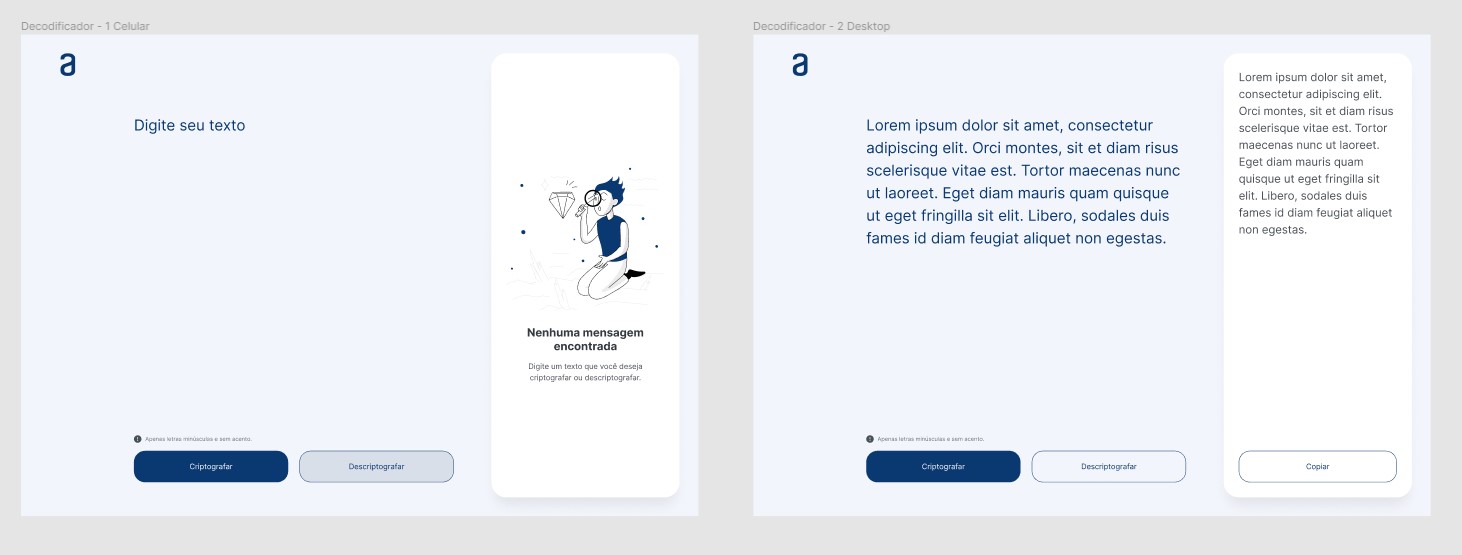 Decodificador - 1 Celular
a
Digite seu texto
Nenhuma mensagem
encontrada
Digite um texto que você deseja
criptografar ou descriptografar.
Apenas letras minúsculas e sem acento.
Criptografar
Descriptografar
Decodificador - 2 Desktop
a
Lorem ipsum dolor sit amet, consectetur
adipiscing elit. Orci montes, sit et diam risus
scelerisque vitae est. Tortor maecenas nunc
ut laoreet. Eget diam mauris quam quisque
ut eget fringilla sit elit. Libero, sodales duis
fames id diam feugiat aliquet non egestas.
Apenas letras minúsculas e sem acento.
Criptografar
Descriptografar
Lorem ipsum dolor sit amet,
consectetur adipiscing elit.
Orci montes, sit et diam risus
scelerisque vitae est. Tortor
maecenas nunc ut laoreet.
Eget diam mauris quam
quisque ut eget fringilla sit
elit. Libero, sodales duis
fames id diam feugiat aliquet
non egestas.
Copiar